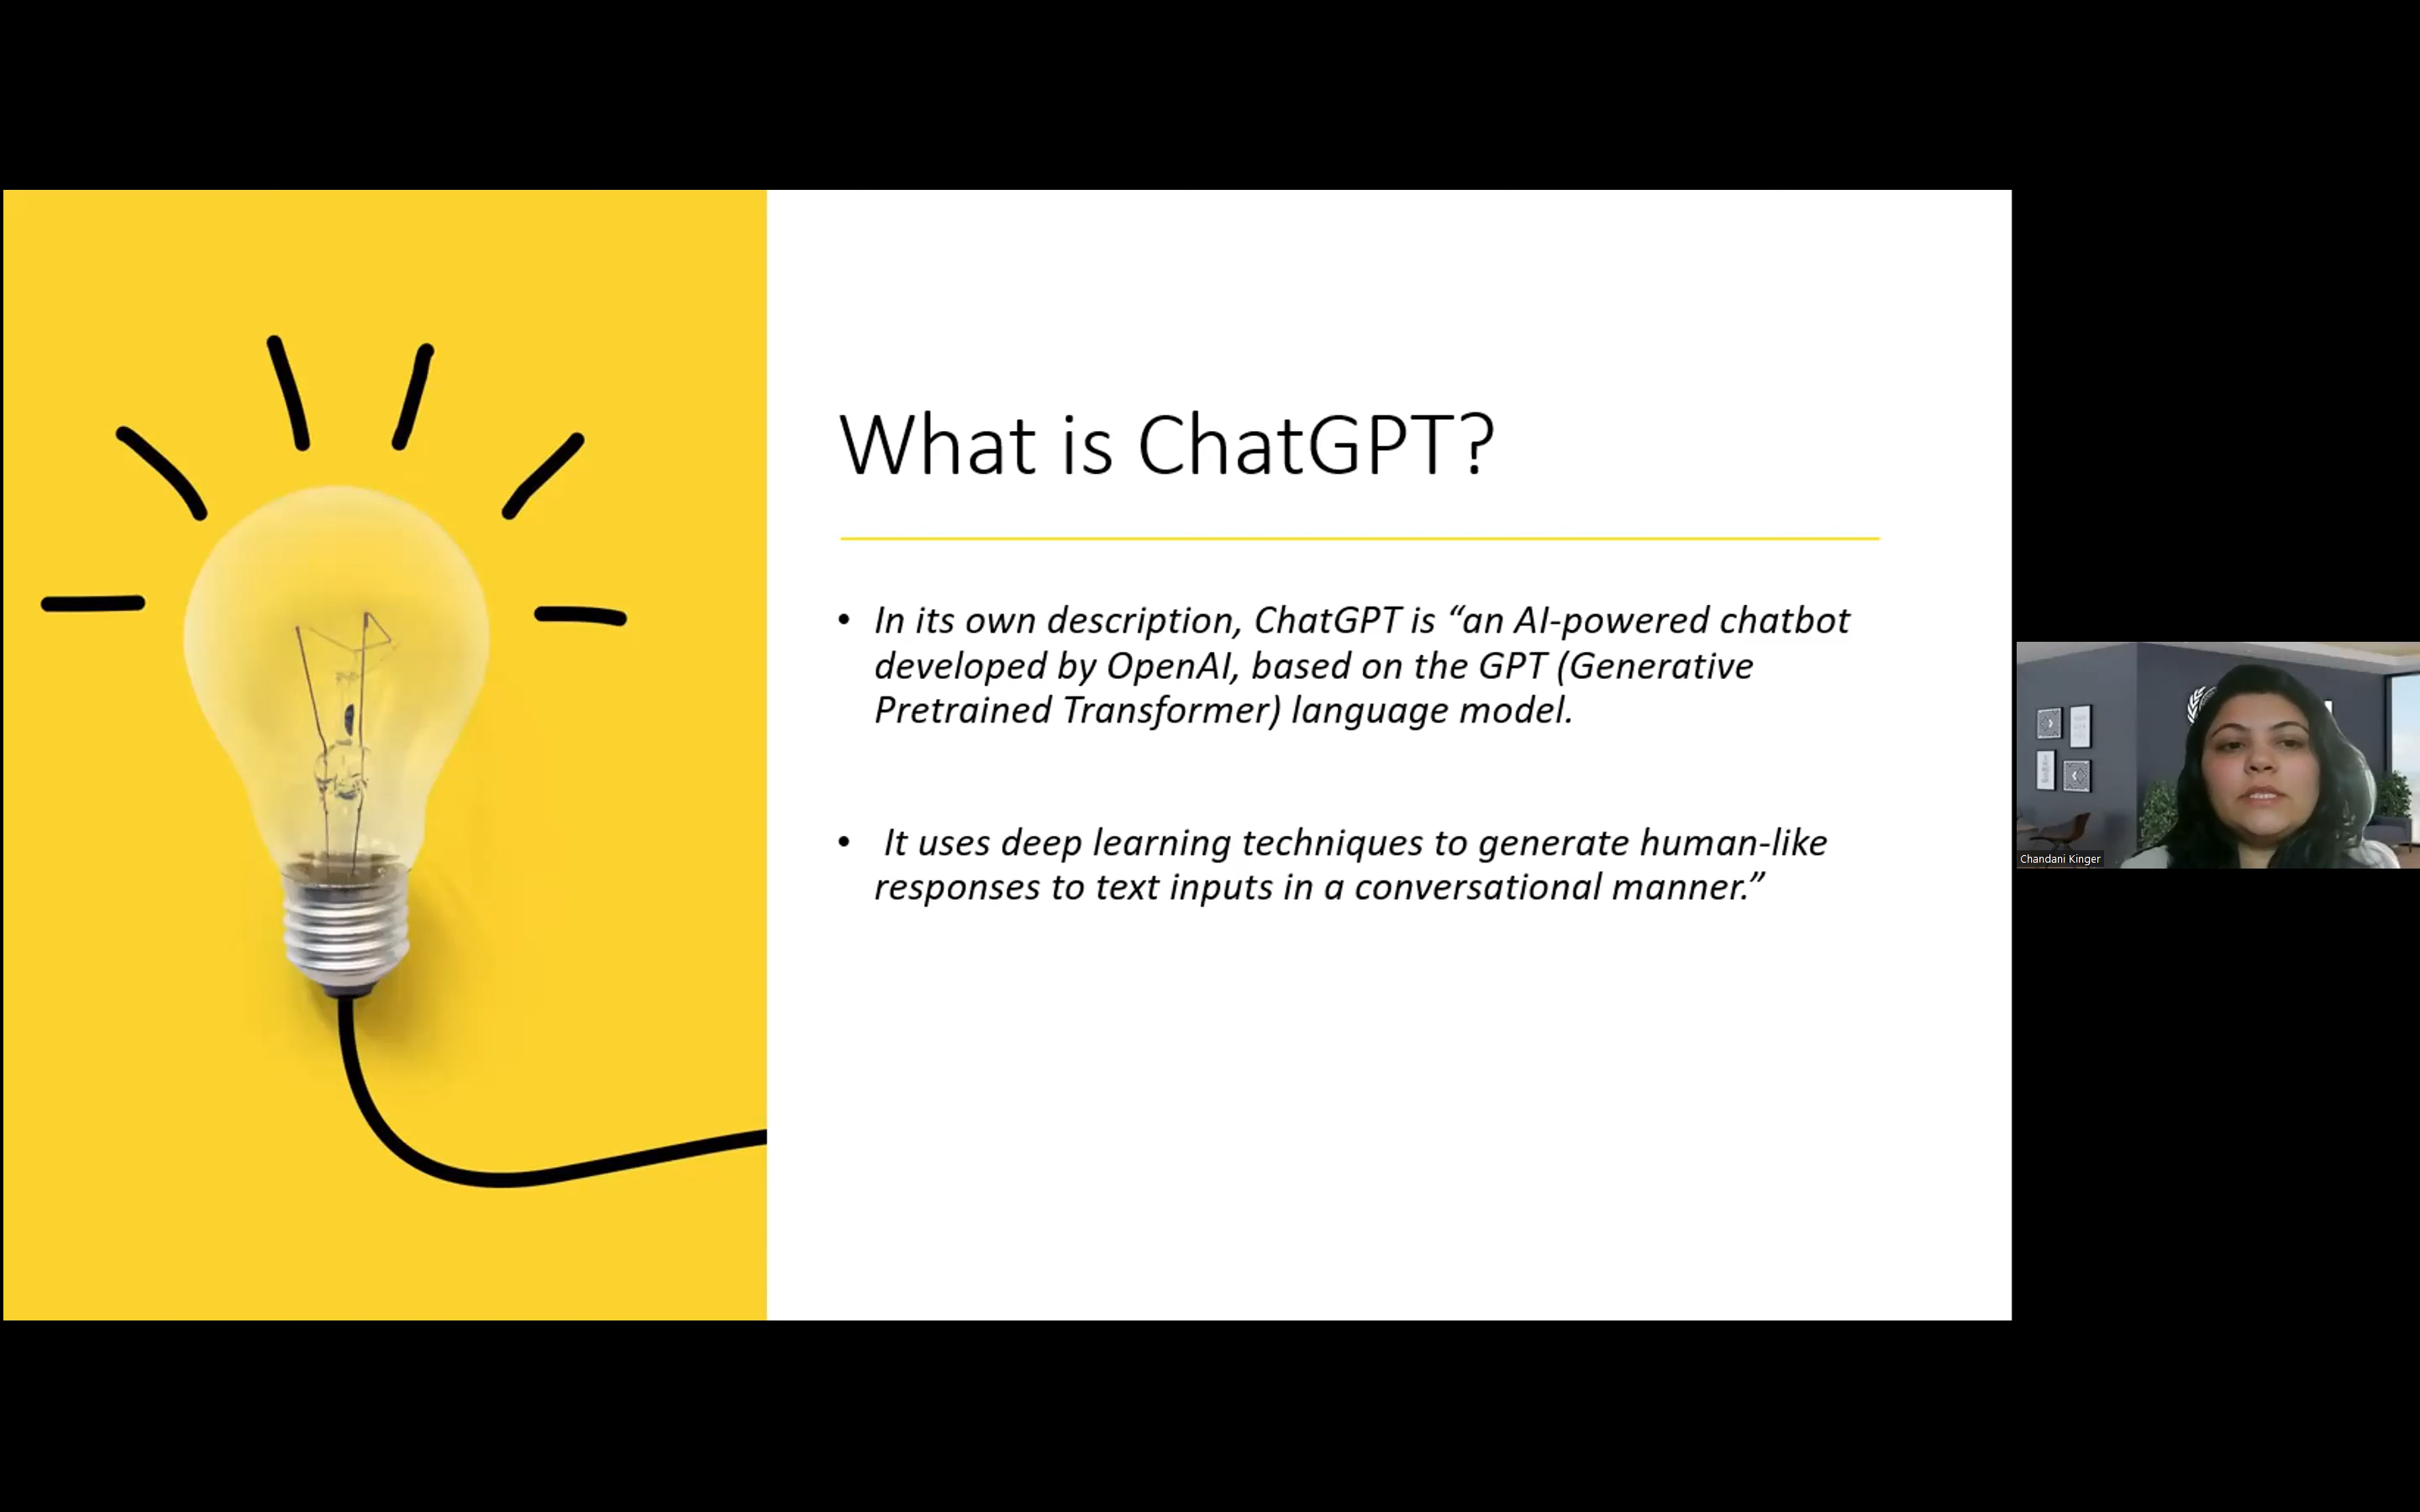 What is ChatGPT?
• In its own description, ChatGPT is “an AI-powered chatbot
developed by OpenAI, based on the GPT (Generative
Pretrained Transformer) language model.
• It uses deep learning techniques to generate human-like
responses to text inputs in a conversational manner.”
Chandani Kinger